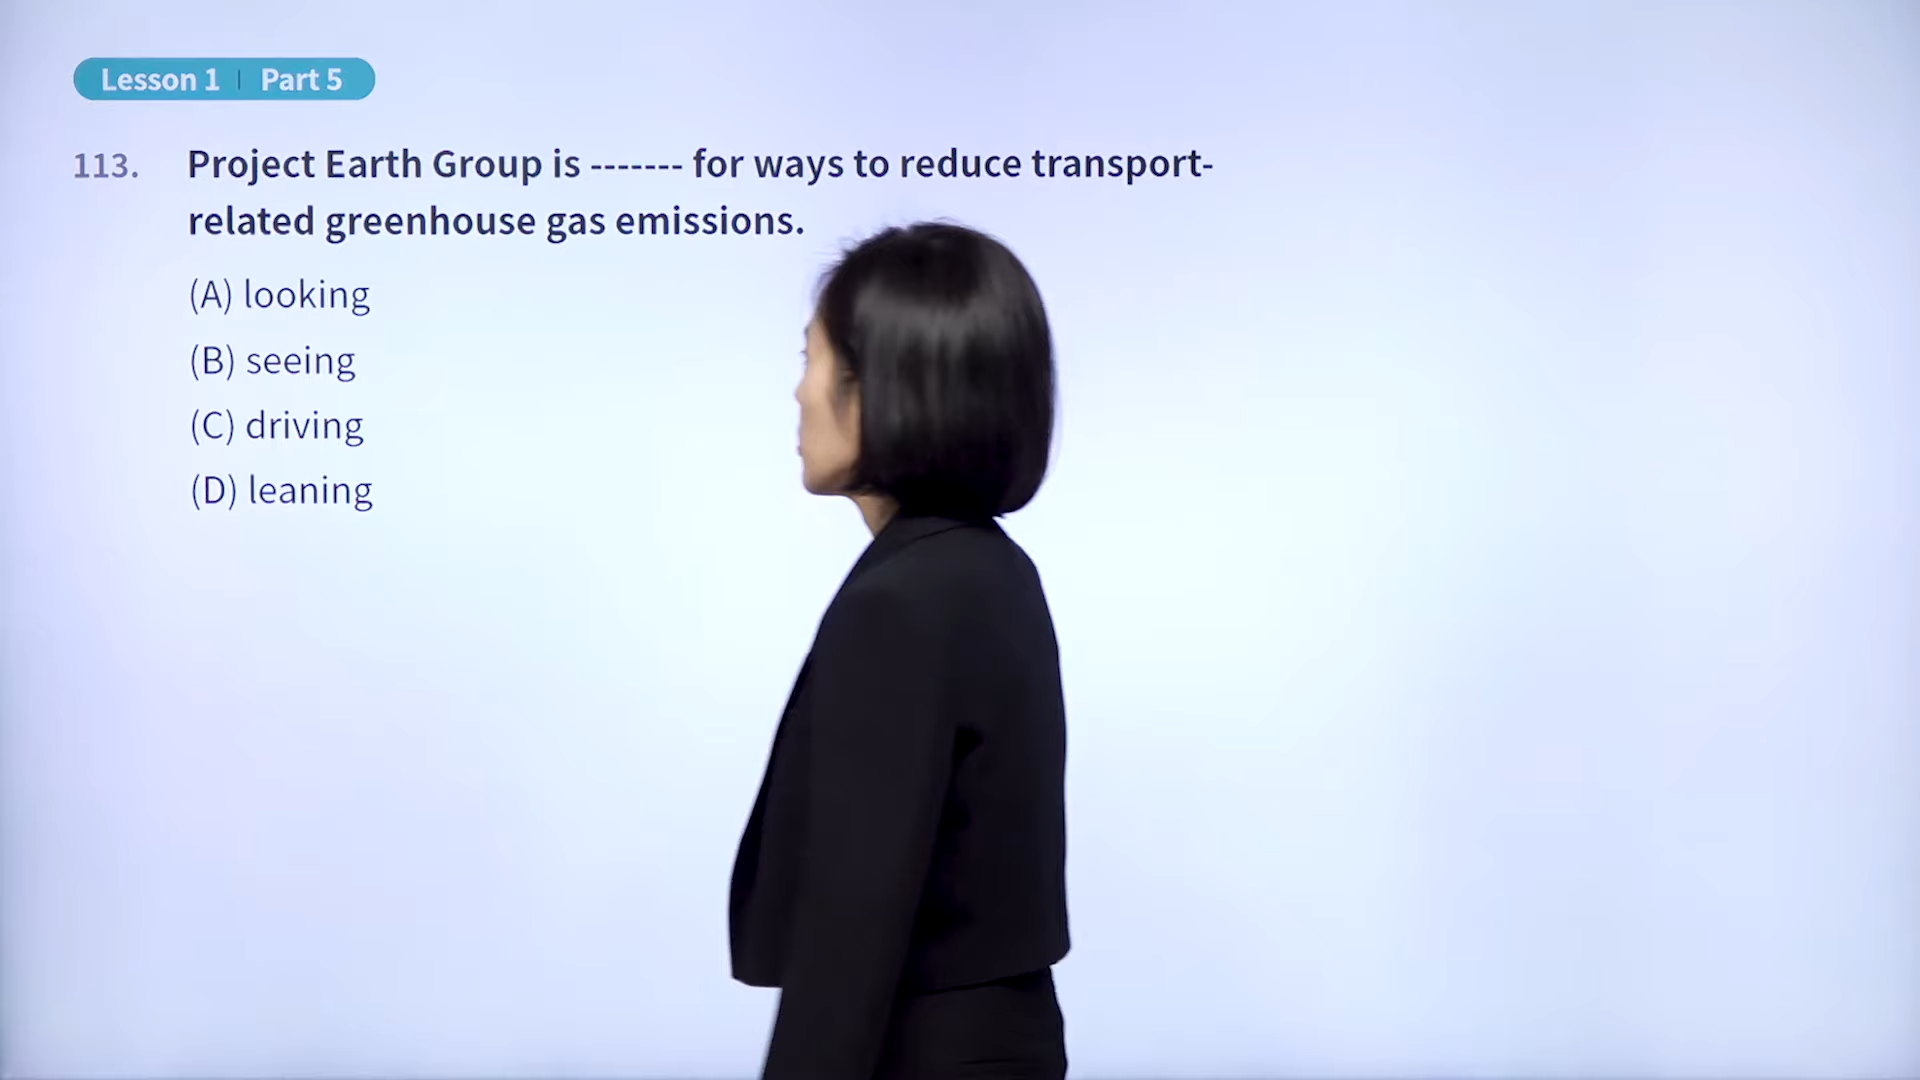 Lesson 1 | Part 5
113. Project Earth Group is ------- for ways to reduce transport-
related greenhouse gas emissions.
(A) looking
(B) seeing
(C) driving
(D) leaning